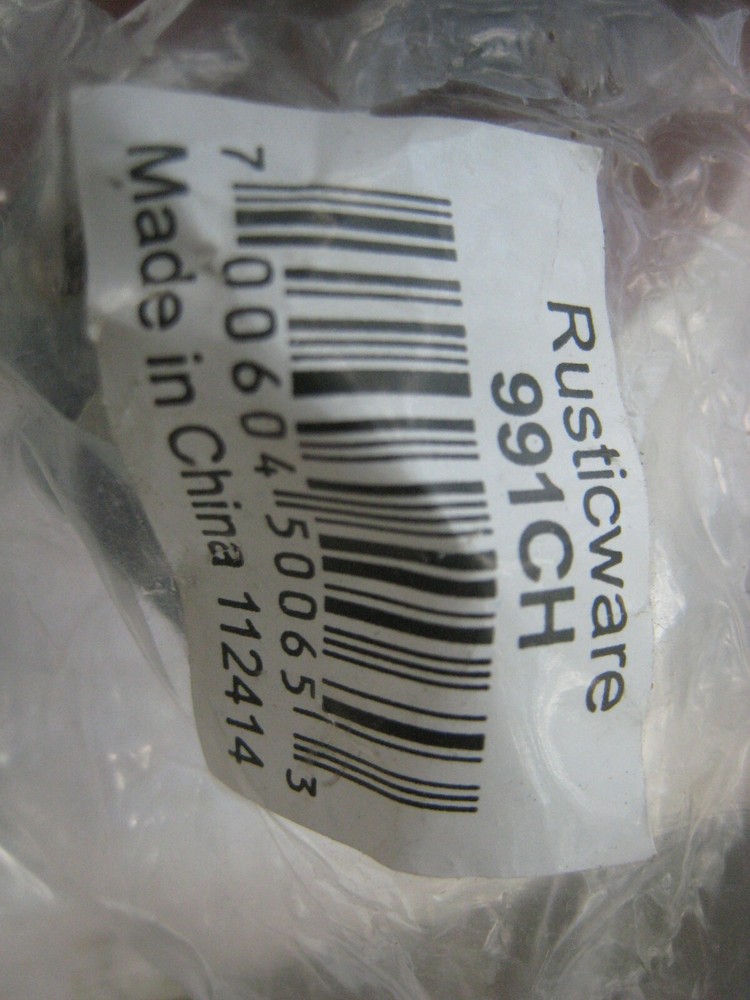 Rusticware
991CH
7 00604 50065 3
Made in China 112414